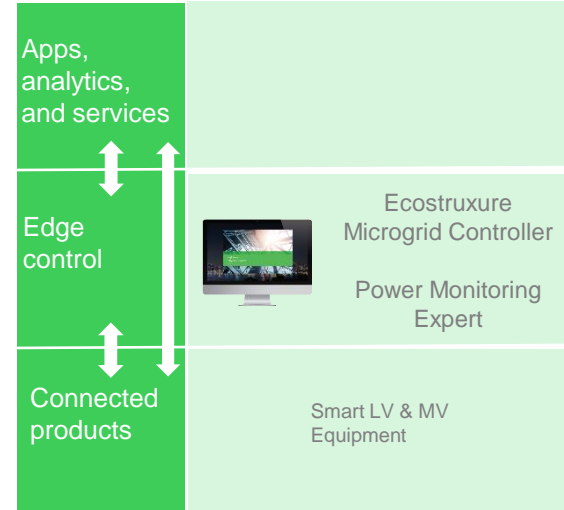 Apps,
analytics,
and services
Edge
control
Ecostruxure
Microgrid Controller
Power Monitoring
Expert
Connected
products
Smart LV & MV
Equipment